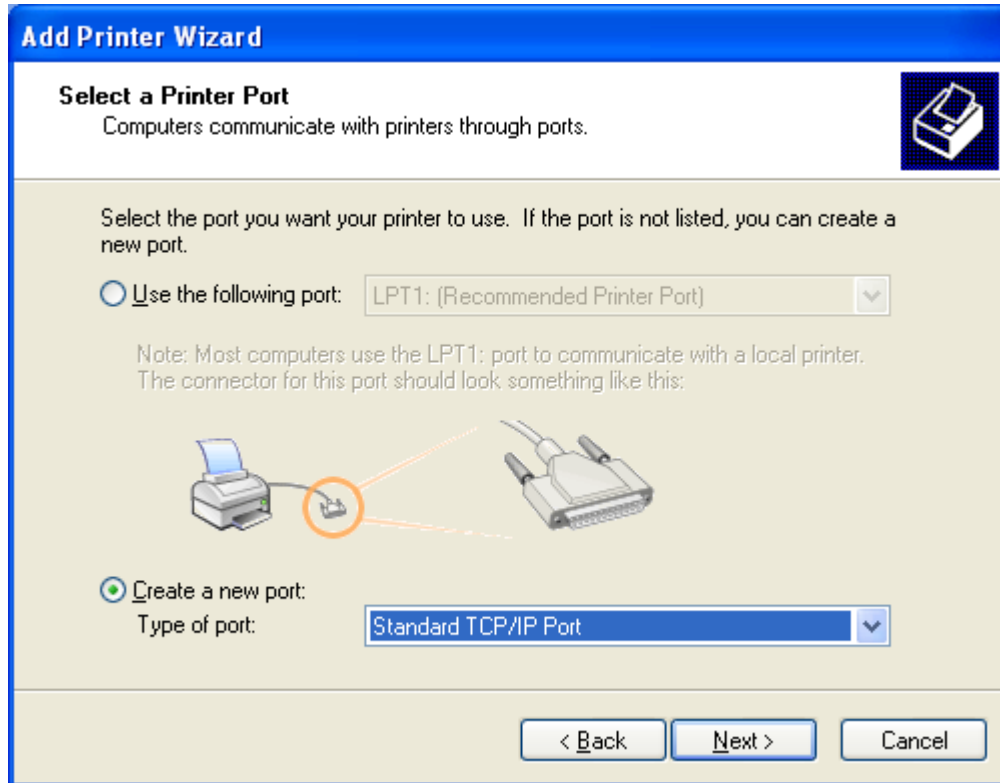 Add Printer Wizard
Select a Printer Port
Computers communicate with printers through ports.
Select the port you want your printer to use.  If the port is not listed, you can create a
new port.
Use the following port: LPT1: (Recommended Printer Port)
Note: Most computers use the LPT1: port to communicate with a local printer.
The connector for this port should look something like this:
Create a new port:
Type of port: Standard TCP/IP Port
< Back Next > Cancel